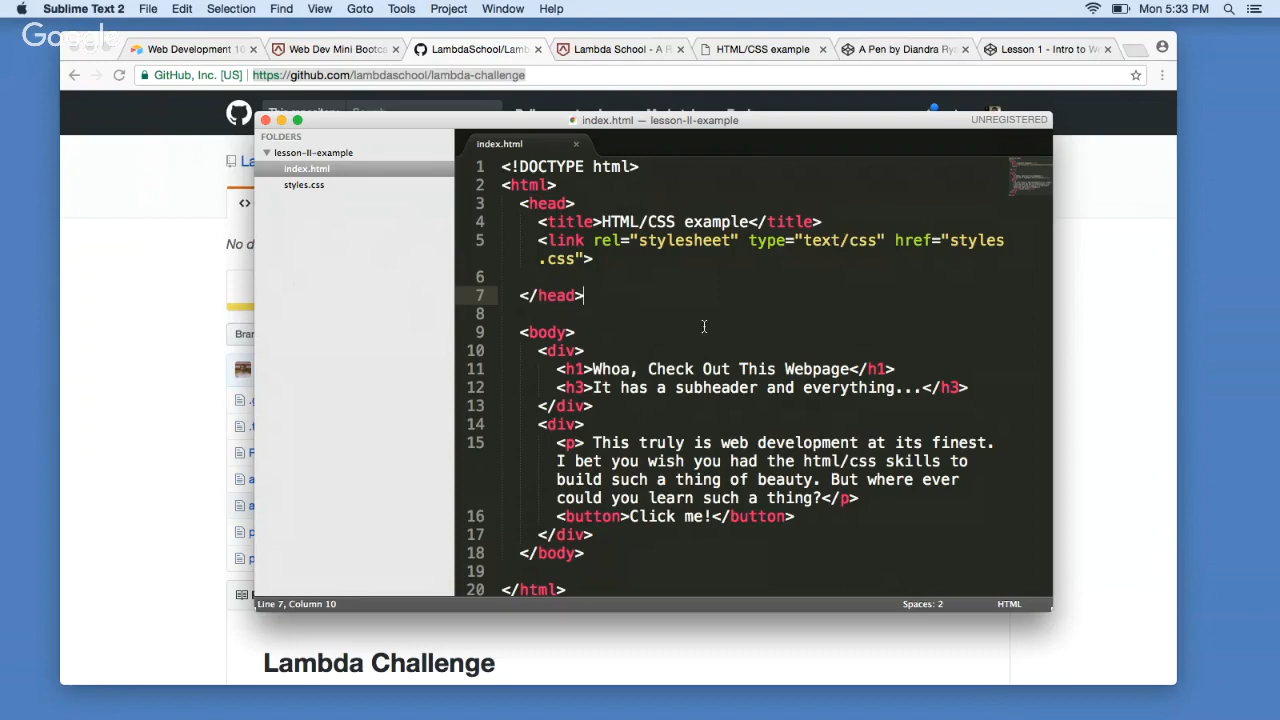 Sublime Text 2 File Edit Selection Find View Goto Tools Project Window Help Mon 5:33 PM
Google
Web Development 10 Web Dev Mini Bootca LambdaSchool/Lamb Lambda School - A R HTML/CSS example A Pen by Diandra Ry Lesson 1 - Intro to W
GitHub, Inc. [US] https://github.com/lambdaschool/lambda-challenge
index.html — lesson-II-example UNREGISTERED
FOLDERS
lesson-II-example
index.html
styles.css
index.html
1 <!DOCTYPE html>
2 <html>
3 <head>
4 <title>HTML/CSS example</title>
5 <link rel="stylesheet" type="text/css" href="styles
.css">
6
7 </head>
8
9 <body>
10 <div>
11 <h1>Whoa, Check Out This Webpage</h1>
12 <h3>It has a subheader and everything...</h3>
13 </div>
14 <div>
15 <p> This truly is web development at its finest.
I bet you wish you had the html/css skills to
build such a thing of beauty. But where ever
could you learn such a thing?</p>
16 <button>Click me!</button>
17 </div>
18 </body>
19
20 </html>
Line 7, Column 10 Spaces: 2 HTML
La
No d
Bran
Lambda Challenge